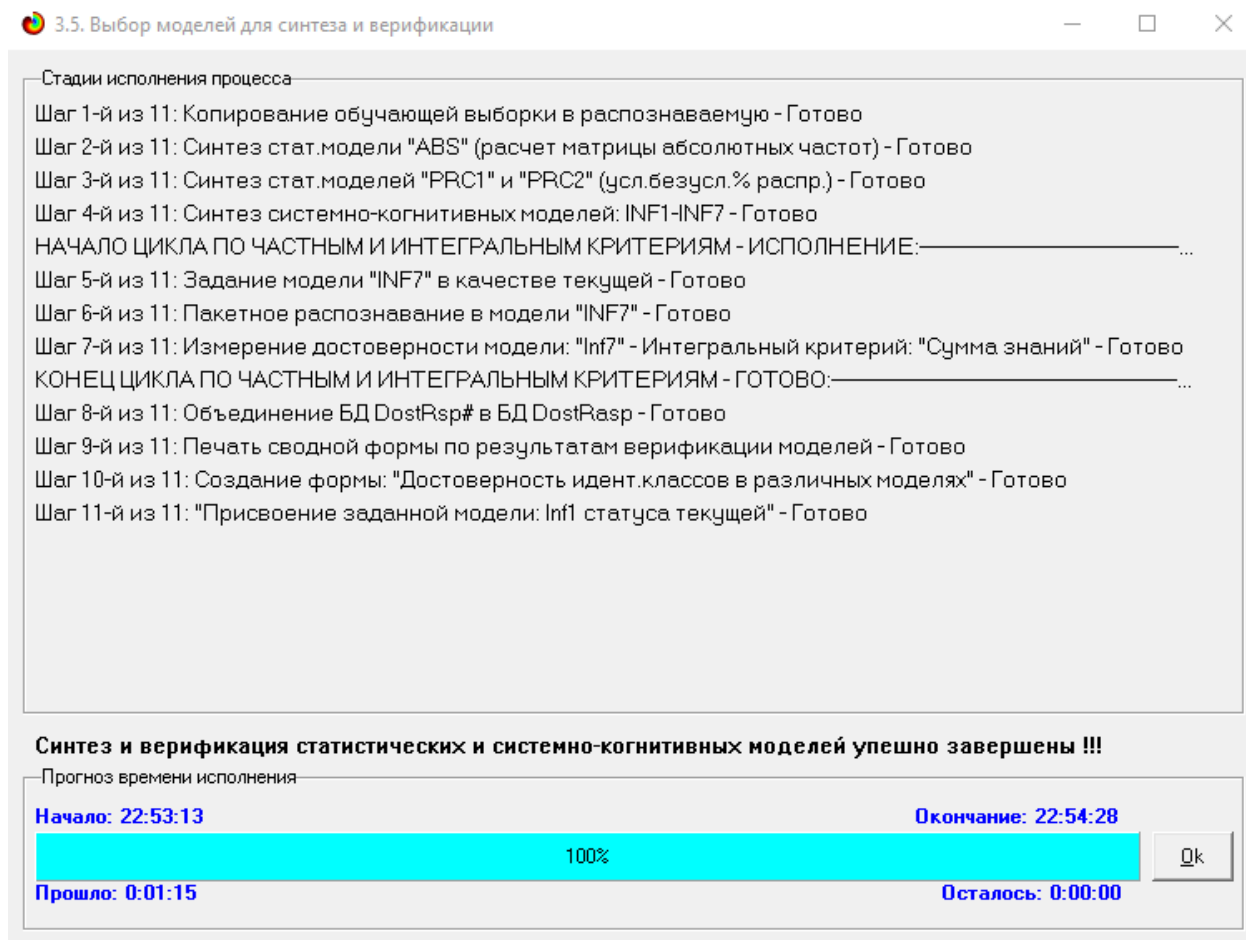 3.5. Выбор моделей для синтеза и верификации
Стадии исполнения процесса
Шаг 1-й из 11: Копирование обучающей выборки в распознаваемую - Готово
Шаг 2-й из 11: Синтез стат.модели "ABS" (расчет матрицы абсолютных частот) - Готово
Шаг 3-й из 11: Синтез стат.моделей "PRC1" и "PRC2" (усл.безусл.% распр.) - Готово
Шаг 4-й из 11: Синтез системно-когнитивных моделей: INF1-INF7 - Готово
НАЧАЛО ЦИКЛА ПО ЧАСТНЫМ И ИНТЕГРАЛЬНЫМ КРИТЕРИЯМ - ИСПОЛНЕНИЕ:————————...
Шаг 5-й из 11: Задание модели "INF7" в качестве текущей - Готово
Шаг 6-й из 11: Пакетное распознавание в модели "INF7" - Готово
Шаг 7-й из 11: Измерение достоверности модели: "Inf7" - Интегральный критерий: "Сумма знаний" - Готово
КОНЕЦ ЦИКЛА ПО ЧАСТНЫМ И ИНТЕГРАЛЬНЫМ КРИТЕРИЯМ - ГОТОВО:————————...
Шаг 8-й из 11: Объединение БД DostRsp# в БД DostRasp - Готово
Шаг 9-й из 11: Печать сводной формы по результатам верификации моделей - Готово
Шаг 10-й из 11: Создание формы: "Достоверность идент.классов в различных моделях" - Готово
Шаг 11-й из 11: "Присвоение заданной модели: Inf1 статуса текущей" - Готово
Синтез и верификация статистических и системно-когнитивных моделей упешно завершены !!!
Прогноз времени исполнения
Начало: 22:53:13 Окончание: 22:54:28
100% Ok
Прошло: 0:01:15 Осталось: 0:00:00